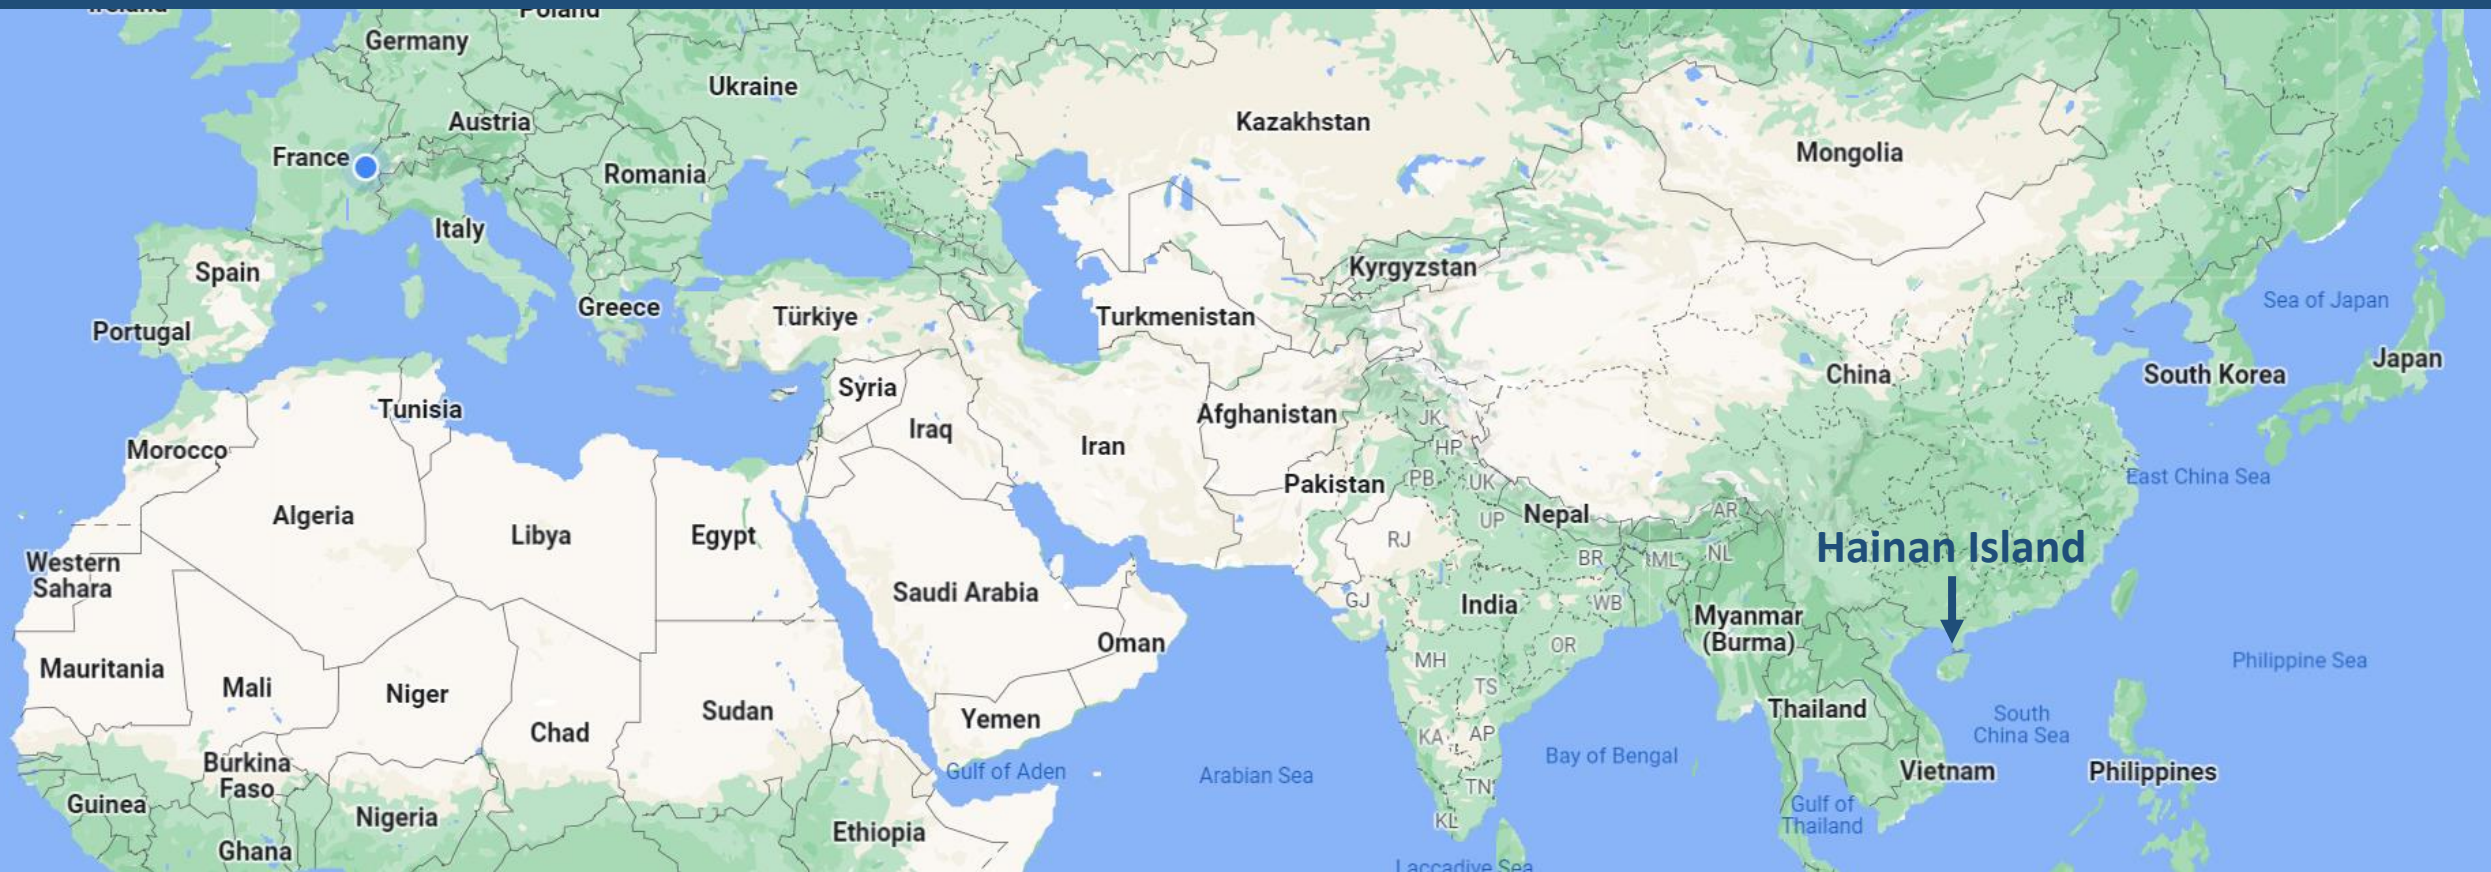 Ireland
Poland
Germany
Ukraine
Austria
Kazakhstan
France
Mongolia
Romania
Italy
Spain
Kyrgyzstan
Sea of Japan
Greece
Türkiye
Turkmenistan
Portugal
Japan
China
South Korea
Syria
Tunisia
Afghanistan
JK
Iraq
Iran
HP
Morocco
East China Sea
Pakistan
PB
UK
AR
Nepal
Algeria
UP
Libya
Egypt
RJ
Hainan Island
BR
ML
NL
Western
Sahara
Saudi Arabia
GJ
India
WB
Myanmar
(Burma)
Oman
OR
MH
Philippine Sea
Mauritania
Mali
Niger
TS
Sudan
Yemen
Thailand
South
China Sea
Chad
KA
AP
Bay of Bengal
Burkina
Faso
Gulf of Aden
Arabian Sea
Vietnam
Philippines
TN
Guinea
Nigeria
Gulf of
Thailand
KL
Ethiopia
Ghana
Laccadive Sea